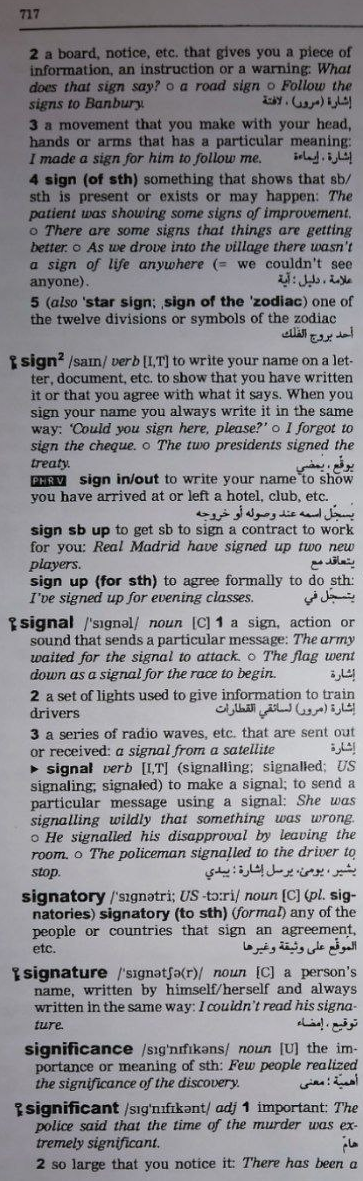 717
2 a board, notice, etc. that gives you a piece of
information, an instruction or a warning: What
does that sign say? ○ a road sign ○ Follow the
signs to Banbury. إشارة (مرور)، لافتة
3 a movement that you make with your head,
hands or arms that has a particular meaning:
I made a sign for him to follow me. إشارة، إيماءة
4 sign (of sth) something that shows that sb/
sth is present or exists or may happen: The
patient was showing some signs of improvement.
○ There are some signs that things are getting
better. ○ As we drove into the village there wasn't
a sign of life anywhere (= we couldn't see
anyone). علامة، دليل: آية
5 (also 'star sign; ˌsign of the 'zodiac) one of
the twelve divisions or symbols of the zodiac
أحد بروج الفلك
sign² /saɪn/ verb [I,T] to write your name on a let-
ter, document, etc. to show that you have written
it or that you agree with what it says. When you
sign your name you always write it in the same
way: 'Could you sign here, please?' ○ I forgot to
sign the cheque. ○ The two presidents signed the
treaty. يوقّع، يُمضي
PHR V sign in/out to write your name to show
you have arrived at or left a hotel, club, etc.
يسجّل اسمه عند وصوله أو خروجه
sign sb up to get sb to sign a contract to work
for you: Real Madrid have signed up two new
players. يتعاقد مع
sign up (for sth) to agree formally to do sth:
I've signed up for evening classes. يتسجّل في
signal /'sɪgnəl/ noun [C] 1 a sign, action or
sound that sends a particular message: The army
waited for the signal to attack. ○ The flag went
down as a signal for the race to begin. إشارة
2 a set of lights used to give information to train
drivers إشارة (مرور) لسائقي القطارات
3 a series of radio waves, etc. that are sent out
or received: a signal from a satellite إشارة
► signal verb [I,T] (signalling; signalled; US
signaling; signaled) to make a signal; to send a
particular message using a signal: She was
signalling wildly that something was wrong.
○ He signalled his disapproval by leaving the
room. ○ The policeman signalled to the driver to
stop. يشير، يومئ، يرسل إشارة: يبدي
signatory /'sɪgnətri; US -tɔːri/ noun [C] (pl. sig-
natories) signatory (to sth) (formal) any of the
people or countries that sign an agreement,
etc. الموقّع على وثيقة وغيرها
signature /'sɪgnətʃə(r)/ noun [C] a person's
name, written by himself/herself and always
written in the same way: I couldn't read his signa-
ture. توقيع، إمضاء
significance /sɪg'nɪfɪkəns/ noun [U] the im-
portance or meaning of sth: Few people realized
the significance of the discovery. أهميّة: معنى
significant /sɪg'nɪfɪkənt/ adj 1 important: The
police said that the time of the murder was ex-
tremely significant. هامّ
2 so large that you notice it: There has been a